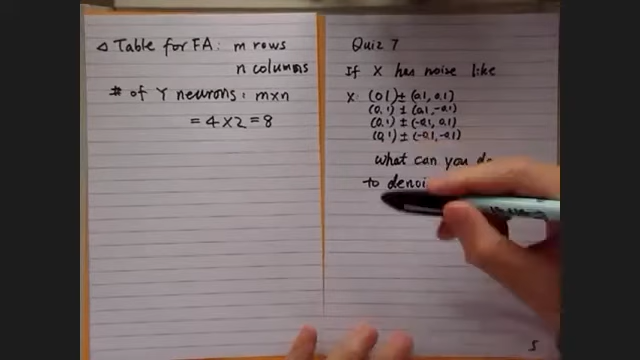 △ Table for FA: m rows
n columns
# of Y neurons: m×n
= 4 × 2 = 8
Quiz 7
If X has noise like
X: (0,1) ± (0.1, 0.1)
(0,1) ± (0.1, -0.1)
(0,1) ± (-0.1, 0.1)
(0,1) ± (-0.1, -0.1)
what can you do
to
5